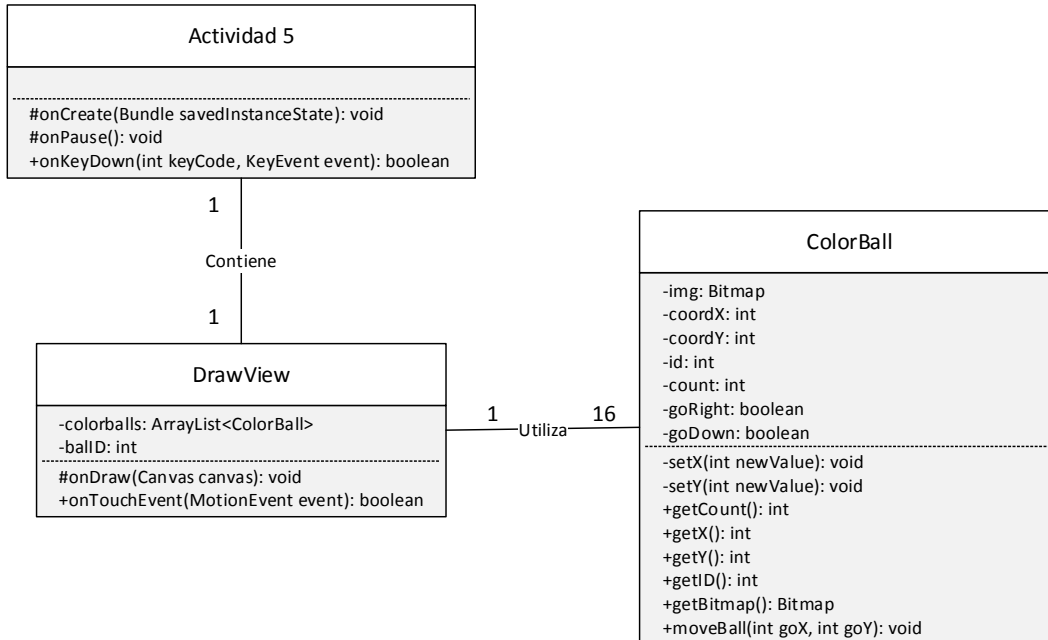 Actividad 5
#onCreate(Bundle savedInstanceState): void
#onPause(): void
+onKeyDown(int keyCode, KeyEvent event): boolean
1
Contiene
1
DrawView
-colorballs: ArrayList<ColorBall>
-balID: int
#onDraw(Canvas canvas): void
+onTouchEvent(MotionEvent event): boolean
1
Utiliza
16
ColorBall
-img: Bitmap
-coordX: int
-coordY: int
-id: int
-count: int
-goRight: boolean
-goDown: boolean
-setX(int newValue): void
-setY(int newValue): void
+getCount(): int
+getX(): int
+getY(): int
+getID(): int
+getBitmap(): Bitmap
+moveBall(int goX, int goY): void